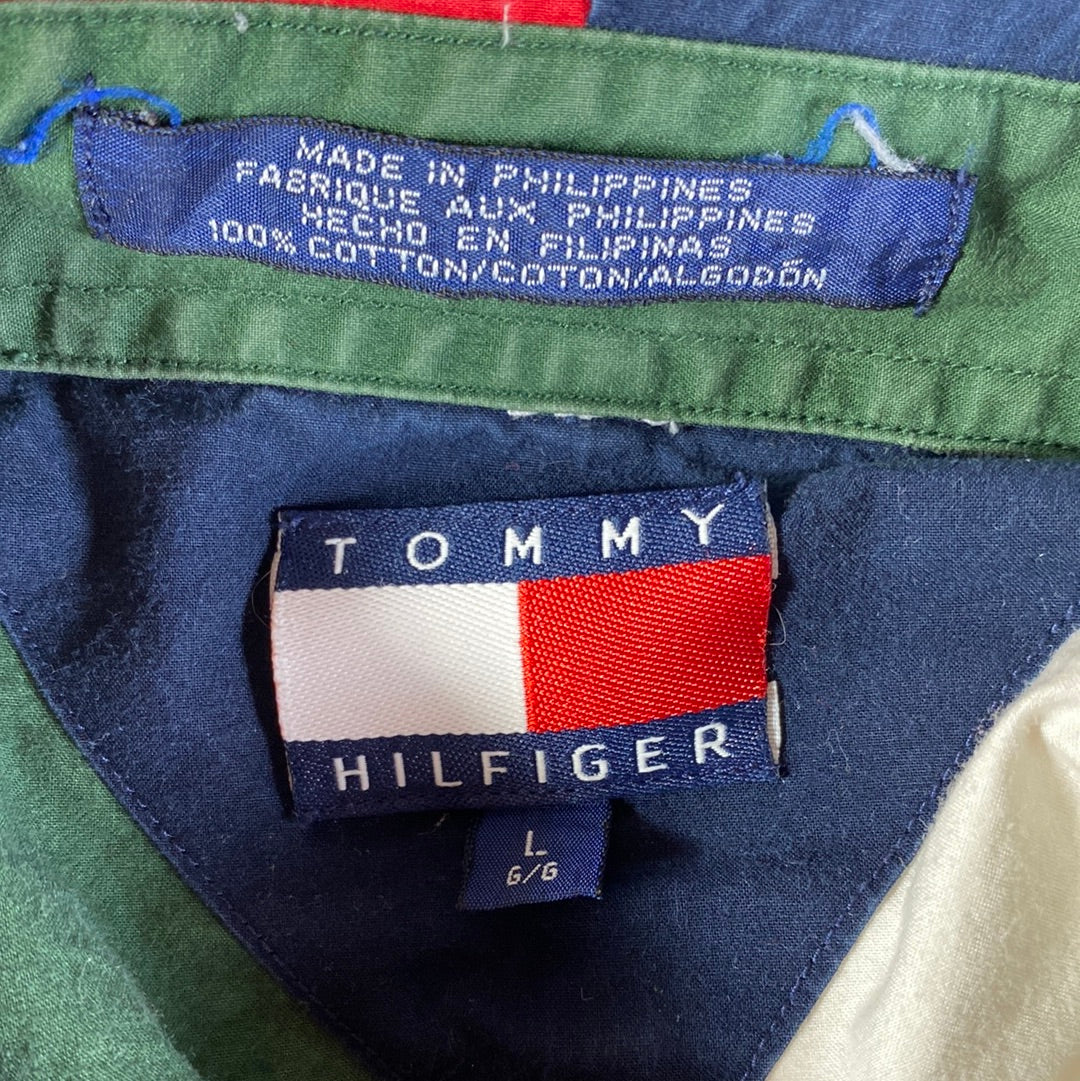 MADE IN PHILIPPINES
FABRIQUE AUX PHILIPPINES
HECHO EN FILIPINAS
100% COTTON/COTON/ALGODÓN
TOMMY
HILFIGER
L
G/G